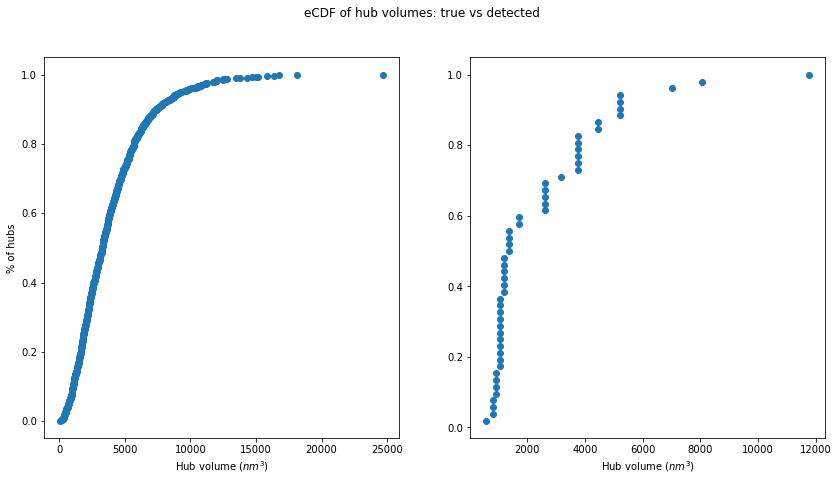 eCDF of hub volumes: true vs detected
1.0
0.8
0.6
0.4
0.2
0.0
% of hubs
0 5000 10000 15000 20000 25000
Hub volume (nm³)
1.0
0.8
0.6
0.4
0.2
0.0
2000 4000 6000 8000 10000 12000
Hub volume (nm³)